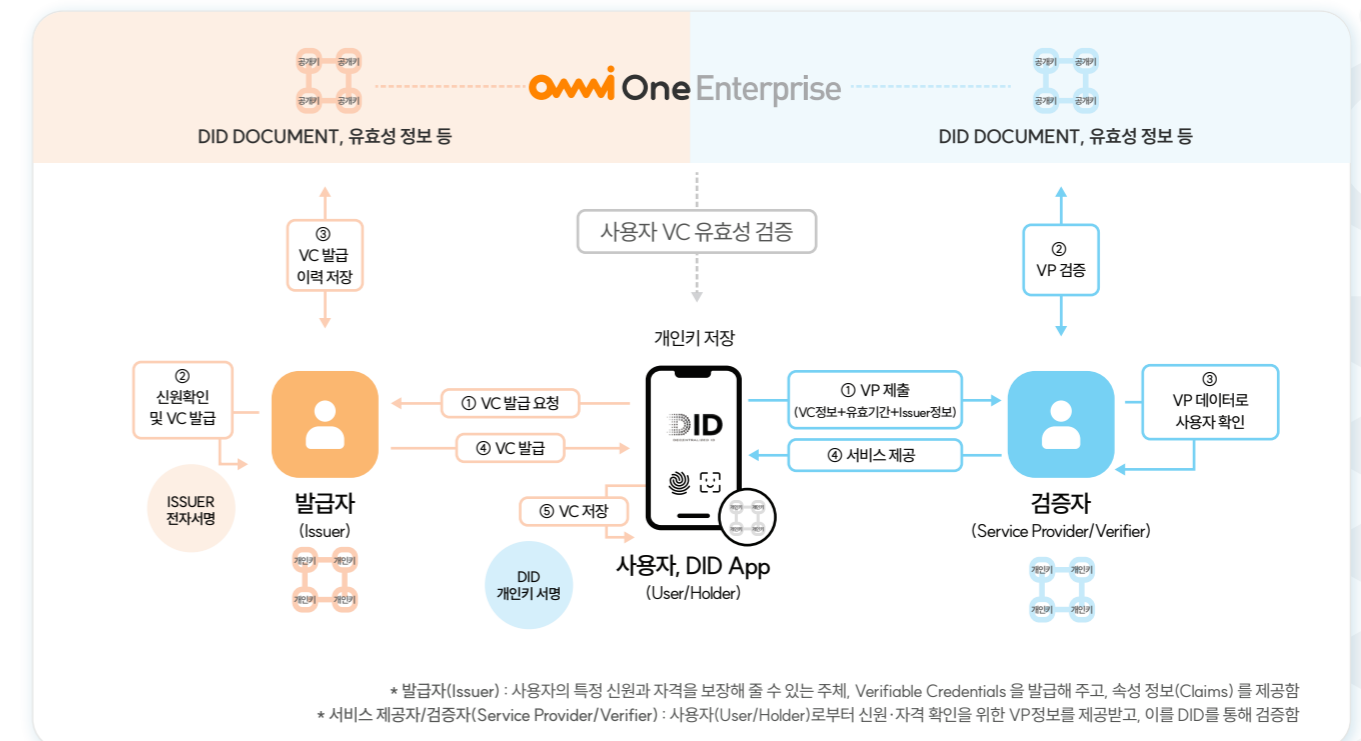 공개키 공개키
공개키 공개키
DID DOCUMENT, 유효성 정보 등
Omni One Enterprise
공개키 공개키
공개키 공개키
DID DOCUMENT, 유효성 정보 등
③
VC 발급
이력 저장
사용자 VC 유효성 검증
②
VP 검증
개인키 저장
②
신원확인
및 VC 발급
① VC 발급 요청
④ VC 발급
DID
① VP 제출
(VC정보+유효기간+Issuer정보)
④ 서비스 제공
③
VP 데이터로
사용자 확인
ISSUER
전자서명
발급자
(Issuer)
개인키 개인키
개인키 개인키
⑤ VC 저장
DID
개인키 서명
개인키 개인키
개인키 개인키
사용자, DID App
(User/Holder)
검증자
(Service Provider/Verifier)
개인키 개인키
개인키 개인키
* 발급자(Issuer) : 사용자의 특정 신원과 자격을 보장해 줄 수 있는 주체, Verifiable Credentials 을 발급해 주고, 속성 정보(Claims) 를 제공함
* 서비스 제공자/검증자(Service Provider/Verifier) : 사용자(User/Holder)로부터 신원·자격 확인을 위한 VP정보를 제공받고, 이를 DID를 통해 검증함